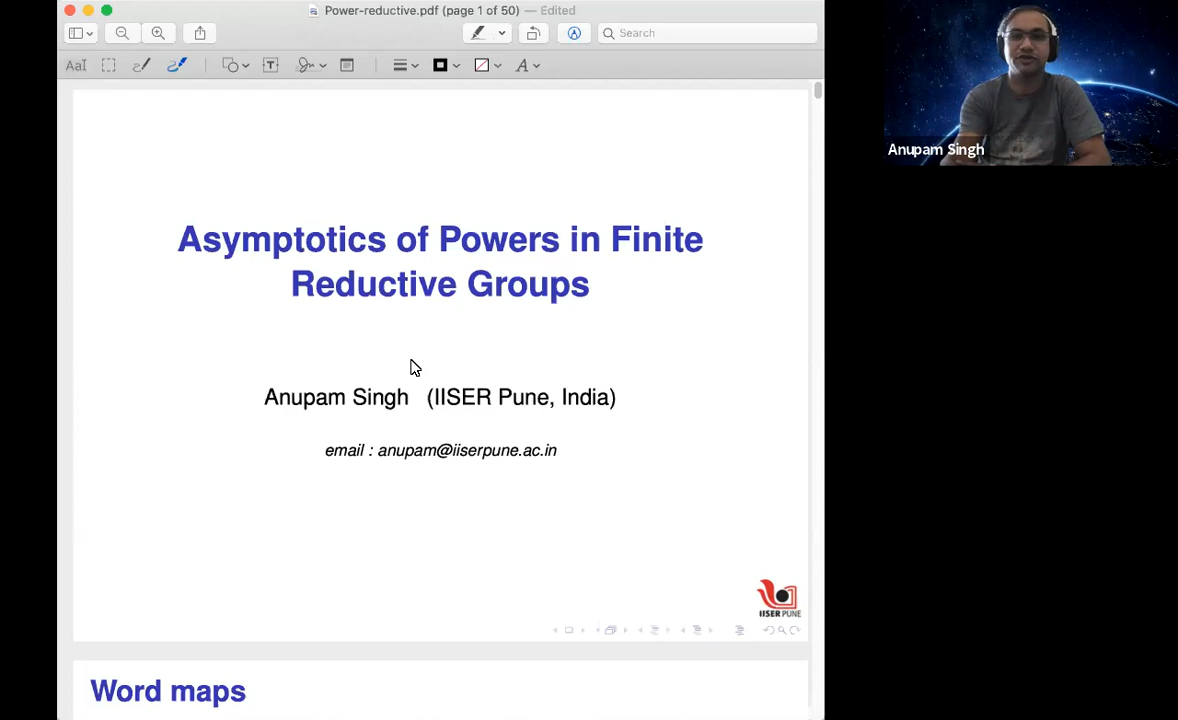 Power-reductive.pdf (page 1 of 50) — Edited
Search
AaI
T
A
Asymptotics of Powers in Finite
Reductive Groups
Anupam Singh (IISER Pune, India)
email : anupam@iiserpune.ac.in
IISER PUNE
Word maps
Anupam Singh